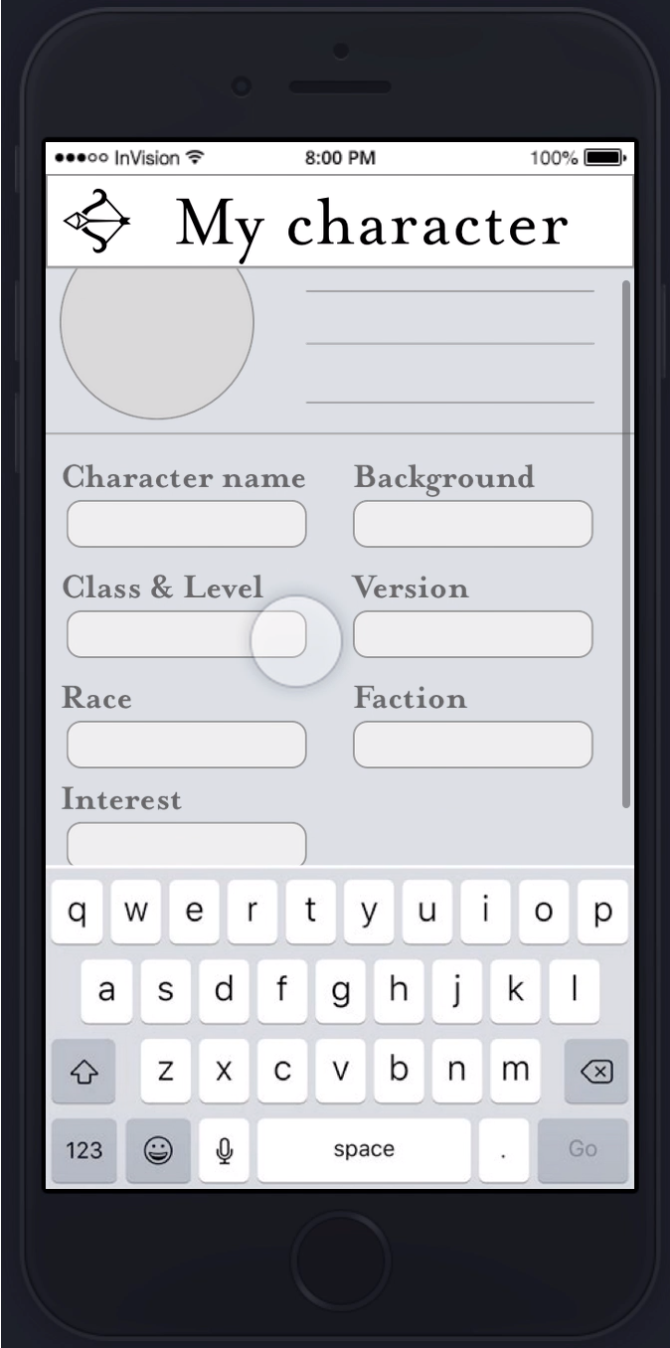 InVision 8:00 PM 100%
My character
Character name Background
Class & Level Version
Race Faction
Interest
q w e r t y u i o p
a s d f g h j k l
z x c v b n m
123 space . Go